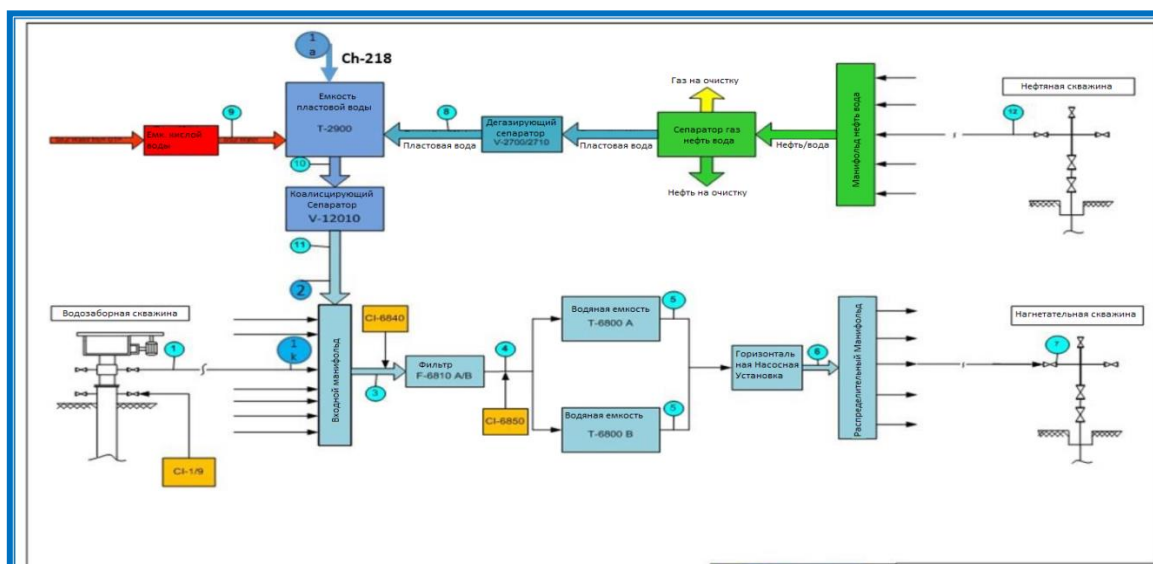 1
a
Ch-218
Емкость
пластовой воды
Т-2900
9
Емк. кислой
воды
8
Пластовая вода
Дегазирующий
сепаратор
V-2700/2710
Пластовая вода
Газ на очистку
Сепаратор газ
нефть вода
Нефть на очистку
Нефть/вода
Манифольд нефть вода
Нефтяная скважина
12
10
Коалисцирующий
Сепаратор
V-12010
11
2
Водозаборная скважина
1
1
k
CI-1/9
Входной манифольд
CI-6840
3
Фильтр
F-6810 A/B
4
CI-6850
Водяная емкость
T-6800 A
5
Водяная емкость
T-6800 B
5
Горизонталь
ная Насосная
Установка
6
Распределительный Манифольд
Нагнетательная скважина
7